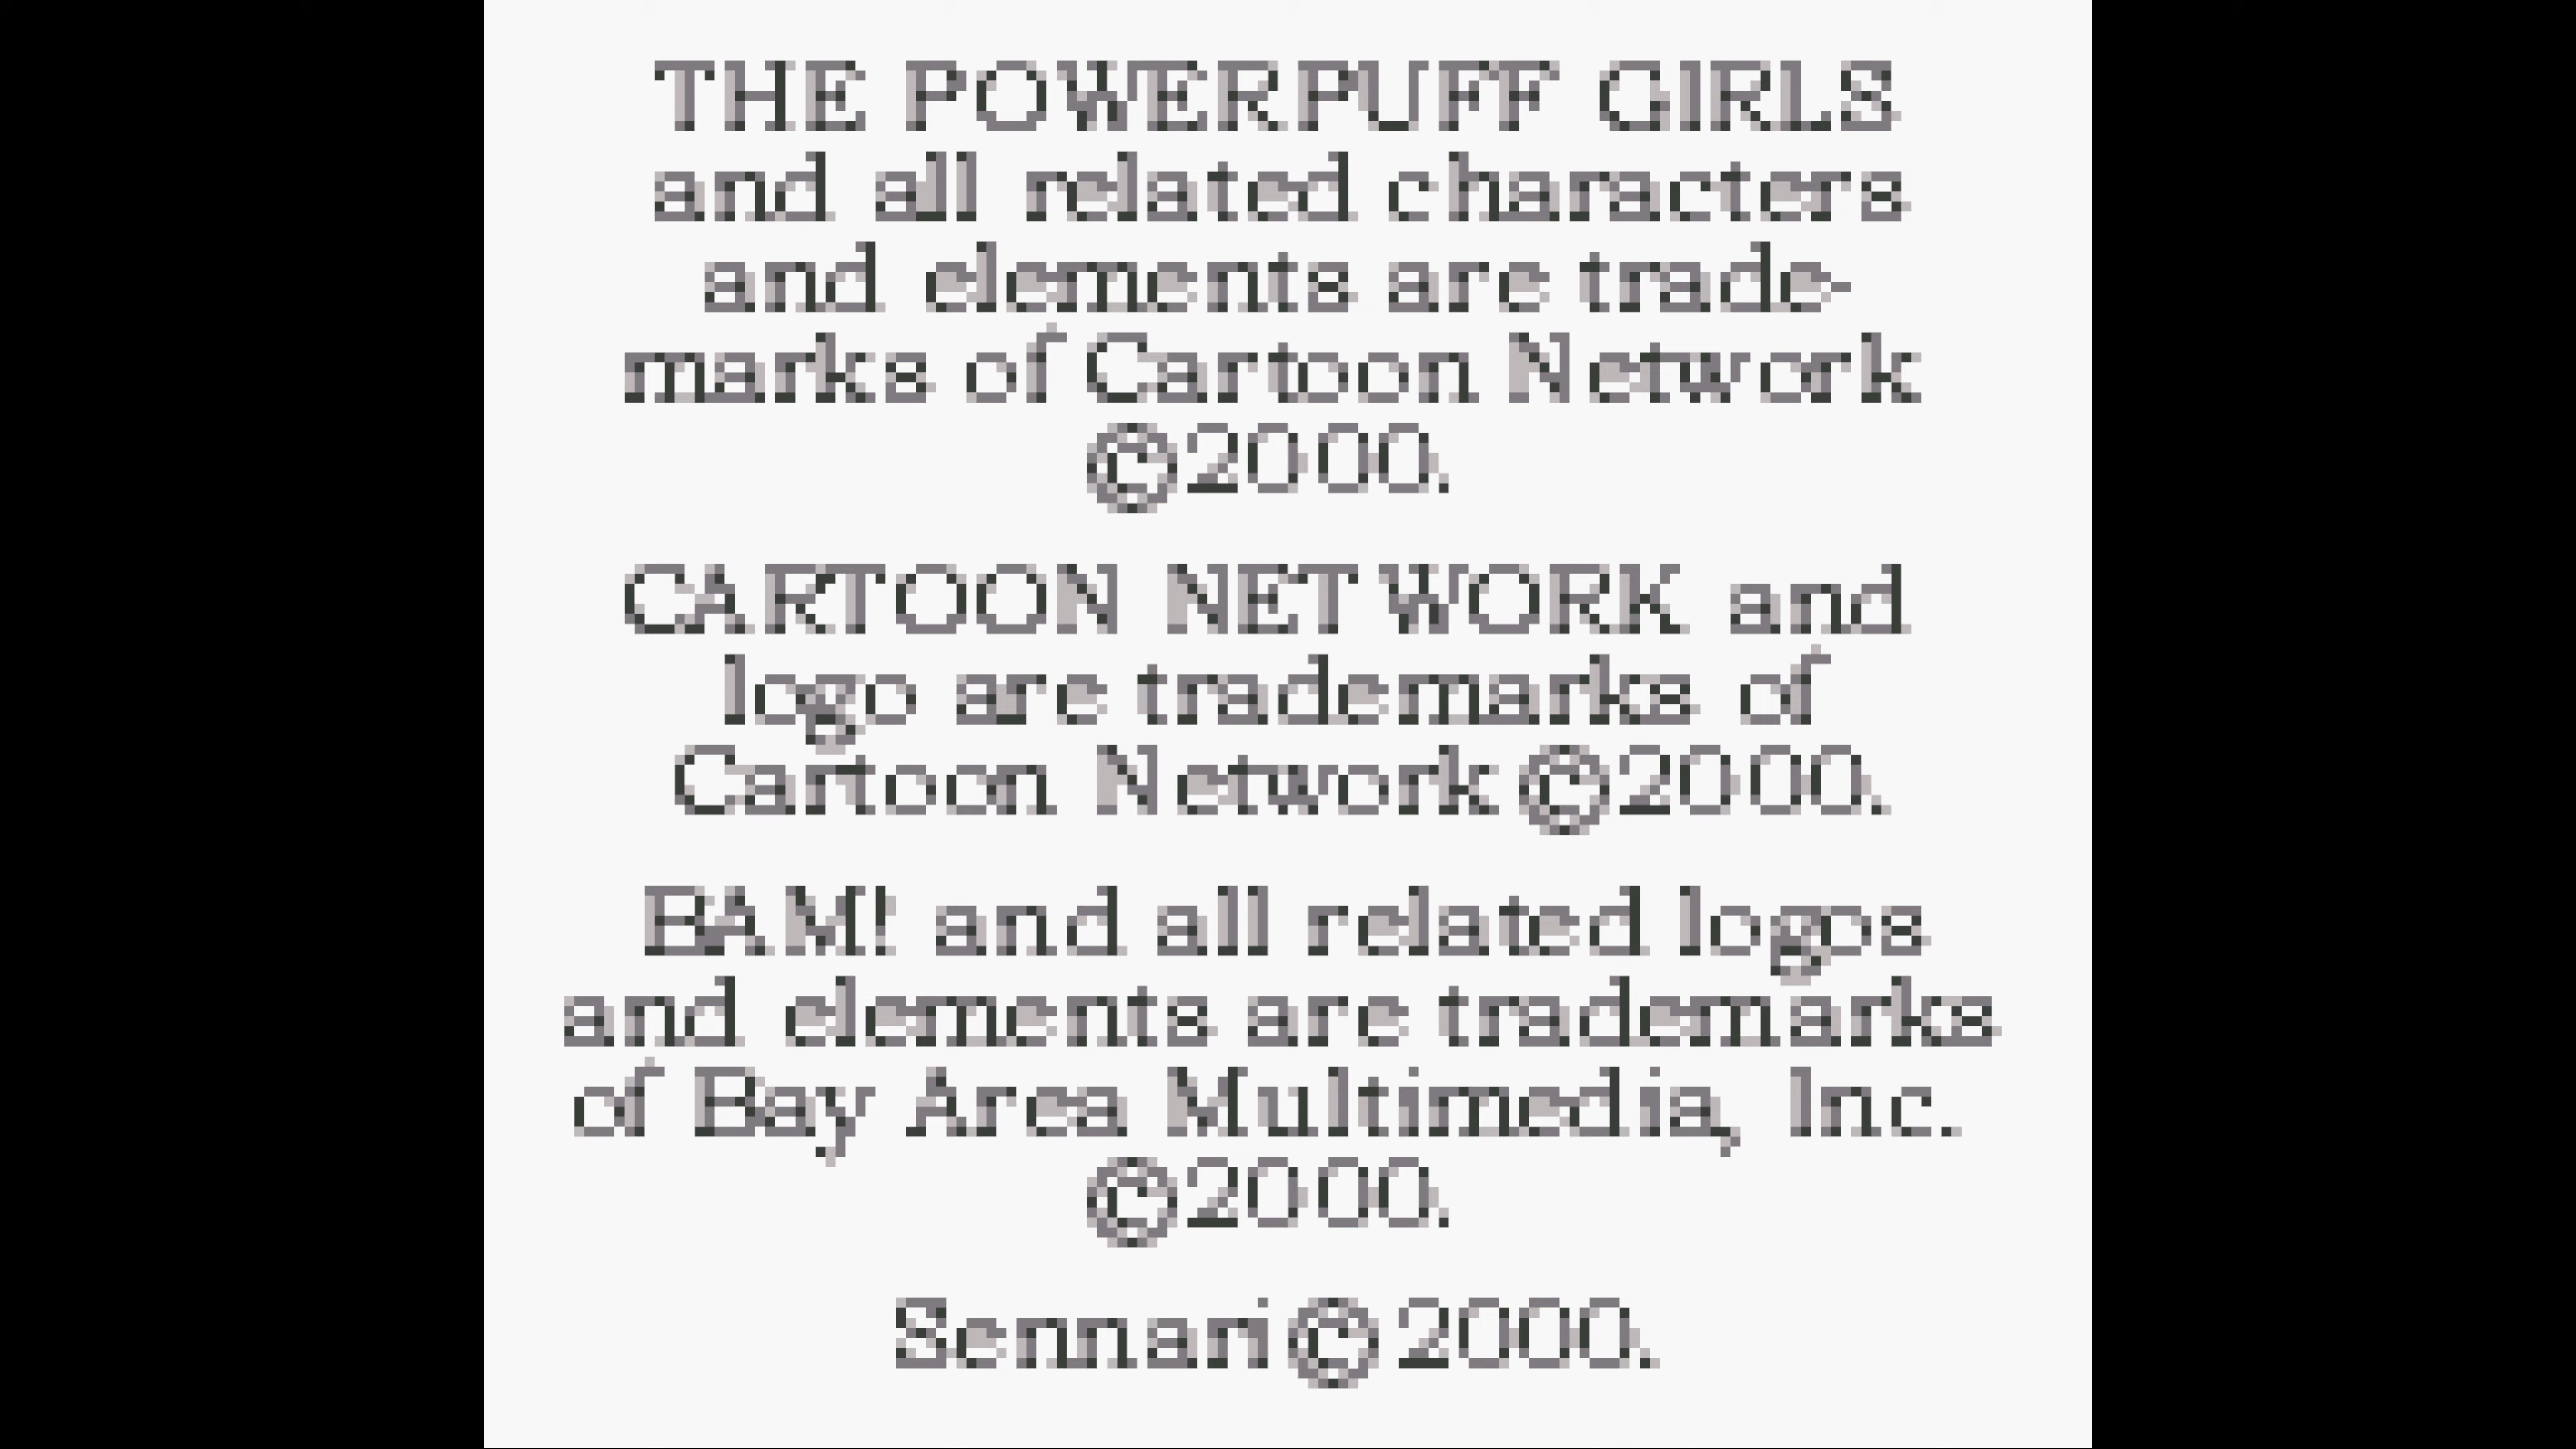 THE POWERPUFF GIRLS
and all related characters
and elements are trade-
marks of Cartoon Network
©2000.
CARTOON NETWORK and
logo are trademarks of
Cartoon Network ©2000.
BAM! and all related logos
and elements are trademarks
of Bay Area Multimedia, Inc.
©2000.
Sennari ©2000.